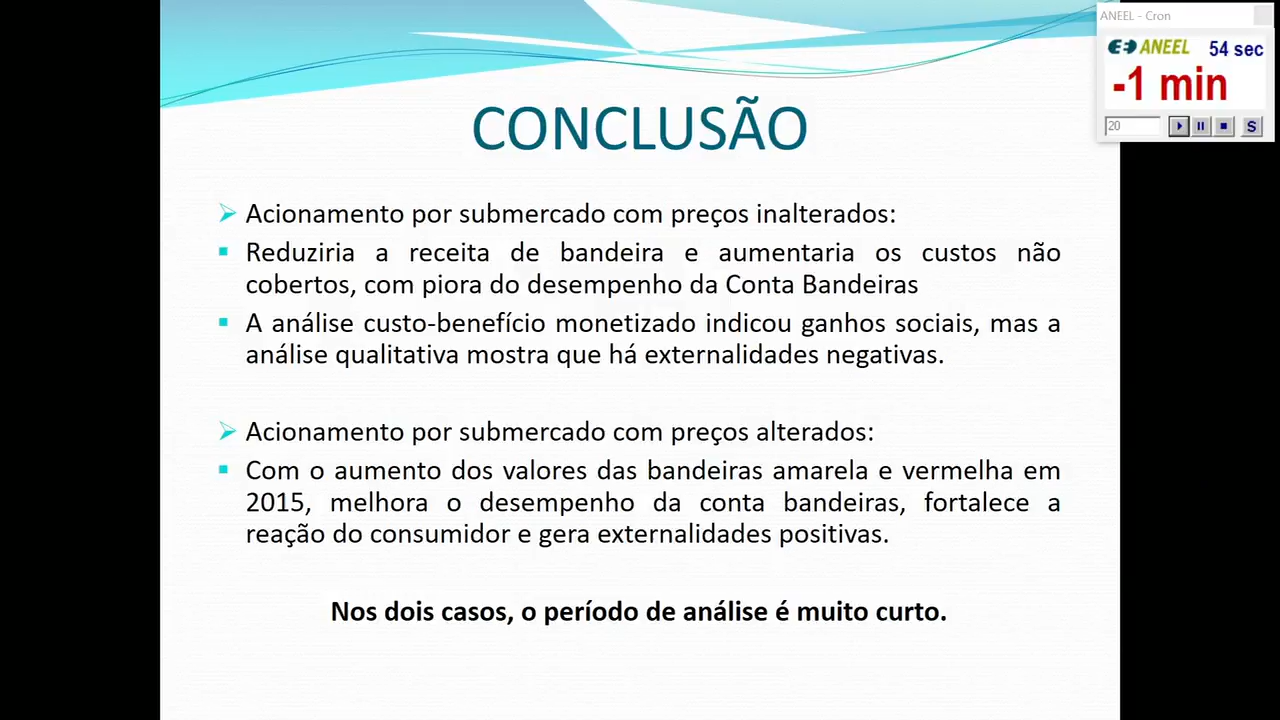 ANEEL - Cron
ANEEL 54 sec
-1 min
20
S
CONCLUSÃO
Acionamento por submercado com preços inalterados:
Reduziria a receita de bandeira e aumentaria os custos não
cobertos, com piora do desempenho da Conta Bandeiras
A análise custo-benefício monetizado indicou ganhos sociais, mas a
análise qualitativa mostra que há externalidades negativas.
Acionamento por submercado com preços alterados:
Com o aumento dos valores das bandeiras amarela e vermelha em
2015, melhora o desempenho da conta bandeiras, fortalece a
reação do consumidor e gera externalidades positivas.
Nos dois casos, o período de análise é muito curto.